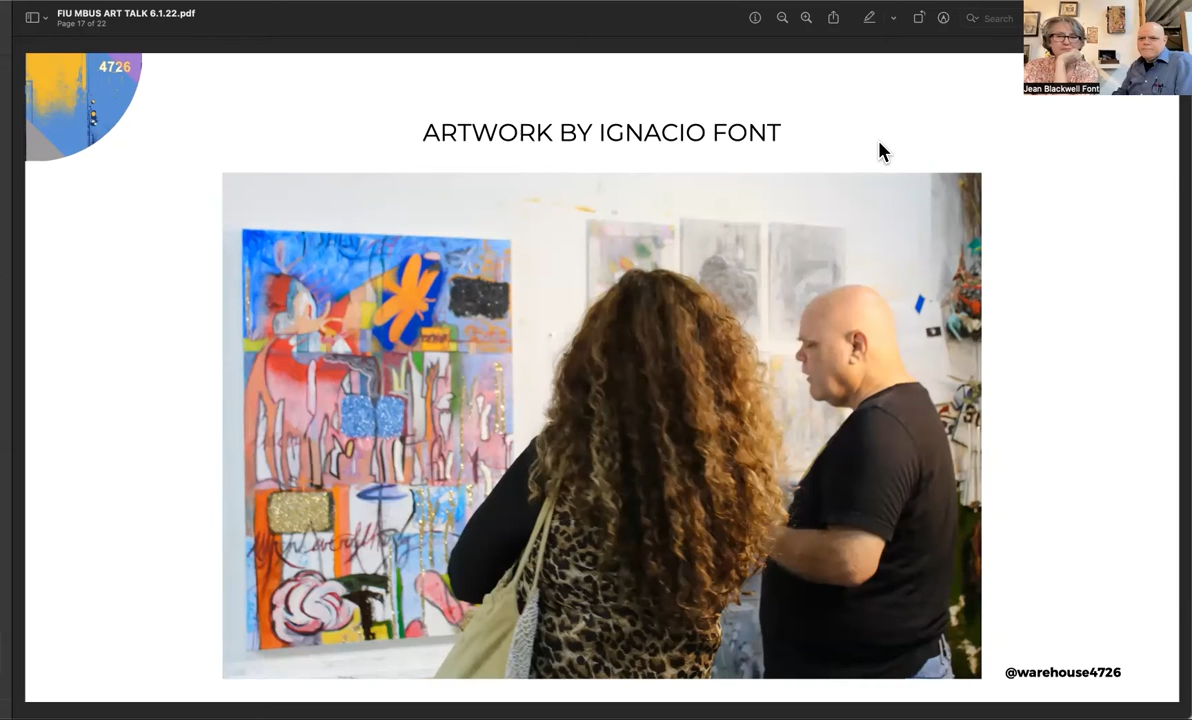 FIU MBUS ART TALK 6.1.22.pdf
Page 17 of 22
Search
Jean Blackwell Font
4726
ARTWORK BY IGNACIO FONT
@warehouse4726